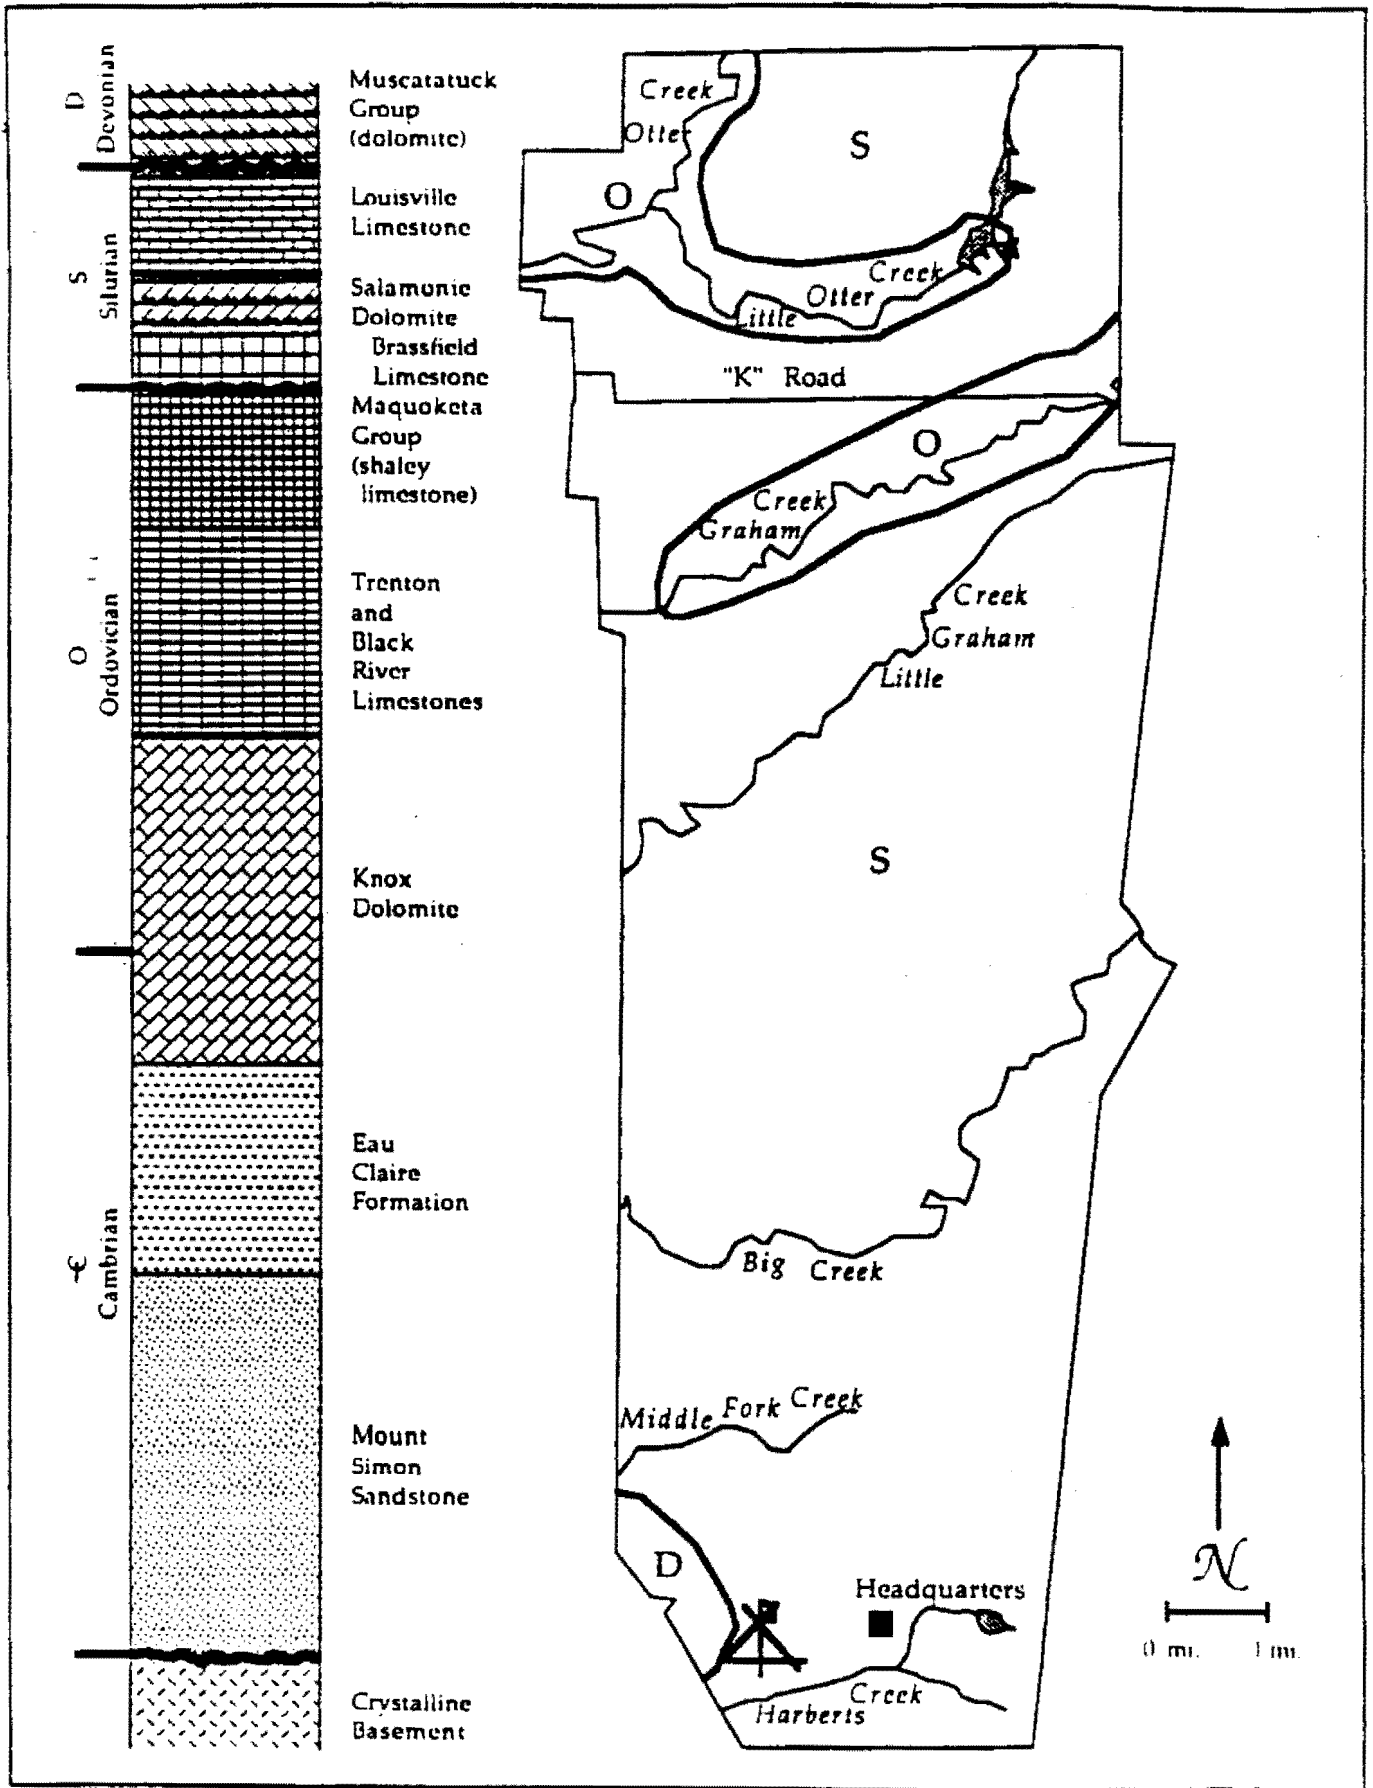 D
Devonian
Muscatatuck
Group
(dolomite)
Louisville
Limestone
S
Silurian
Salamonie
Dolomite
Brassfield
Limestone
Maquoketa
Group
(shaley
limestone)
O
Ordovician
Trenton
and
Black
River
Limestones
Knox
Dolomite
Eau
Claire
Formation
Ꞓ
Cambrian
Mount
Simon
Sandstone
Crystalline
Basement
Creek
Otter
S
O
Creek
Otter
Little
"K" Road
O
Creek
Graham
Creek
Graham
Little
S
Big Creek
Middle Fork Creek
D
Headquarters
Creek
Harberts
N
0 mi. 1 mi.